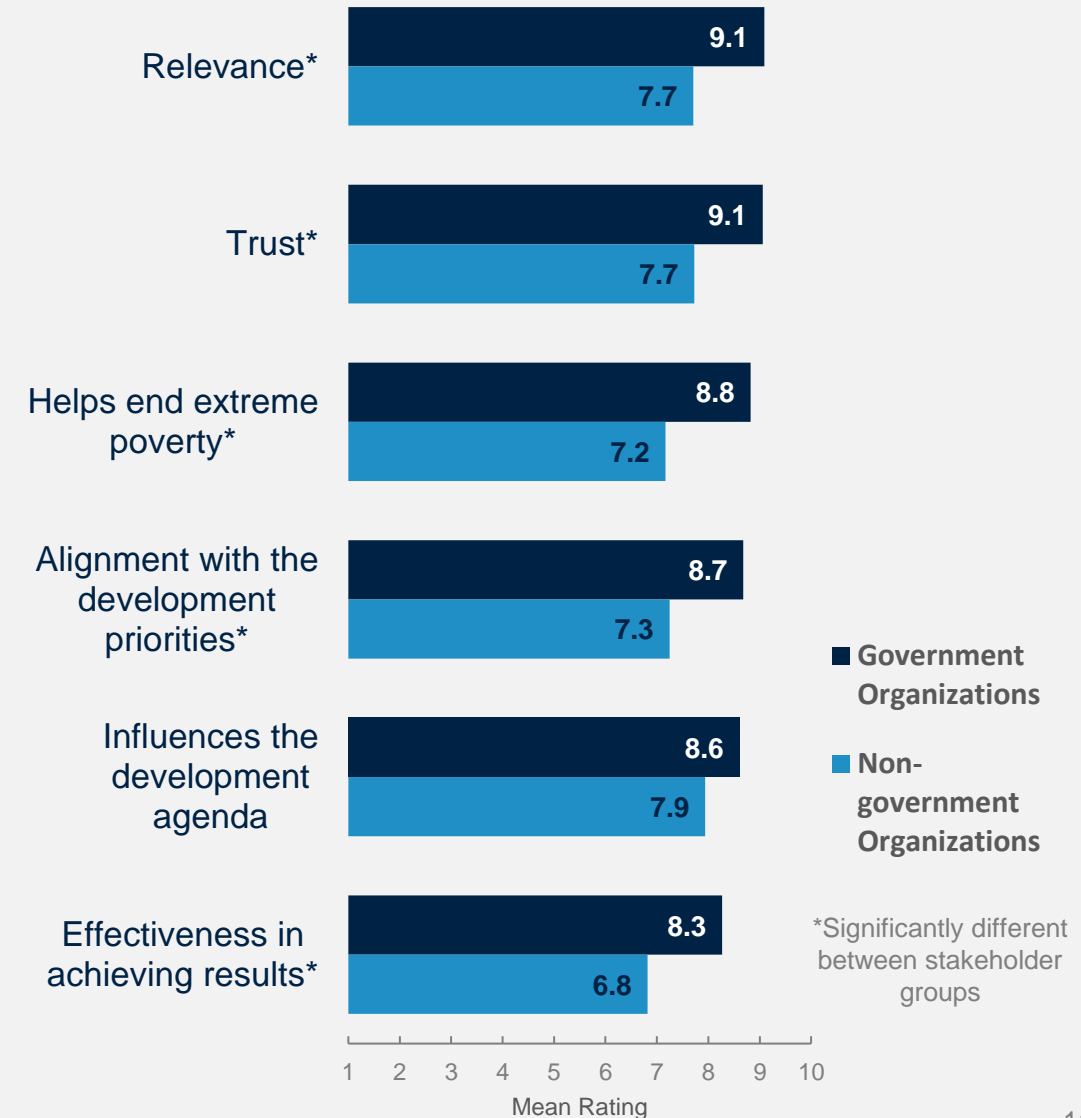 Relevance*
9.1
7.7
Trust*
9.1
7.7
Helps end extreme
poverty*
8.8
7.2
Alignment with the
development
priorities*
8.7
7.3
Influences the
development
agenda
8.6
7.9
Effectiveness in
achieving results*
8.3
6.8
Government
Organizations
Non-
government
Organizations
*Significantly different
between stakeholder
groups
1 2 3 4 5 6 7 8 9 10
Mean Rating